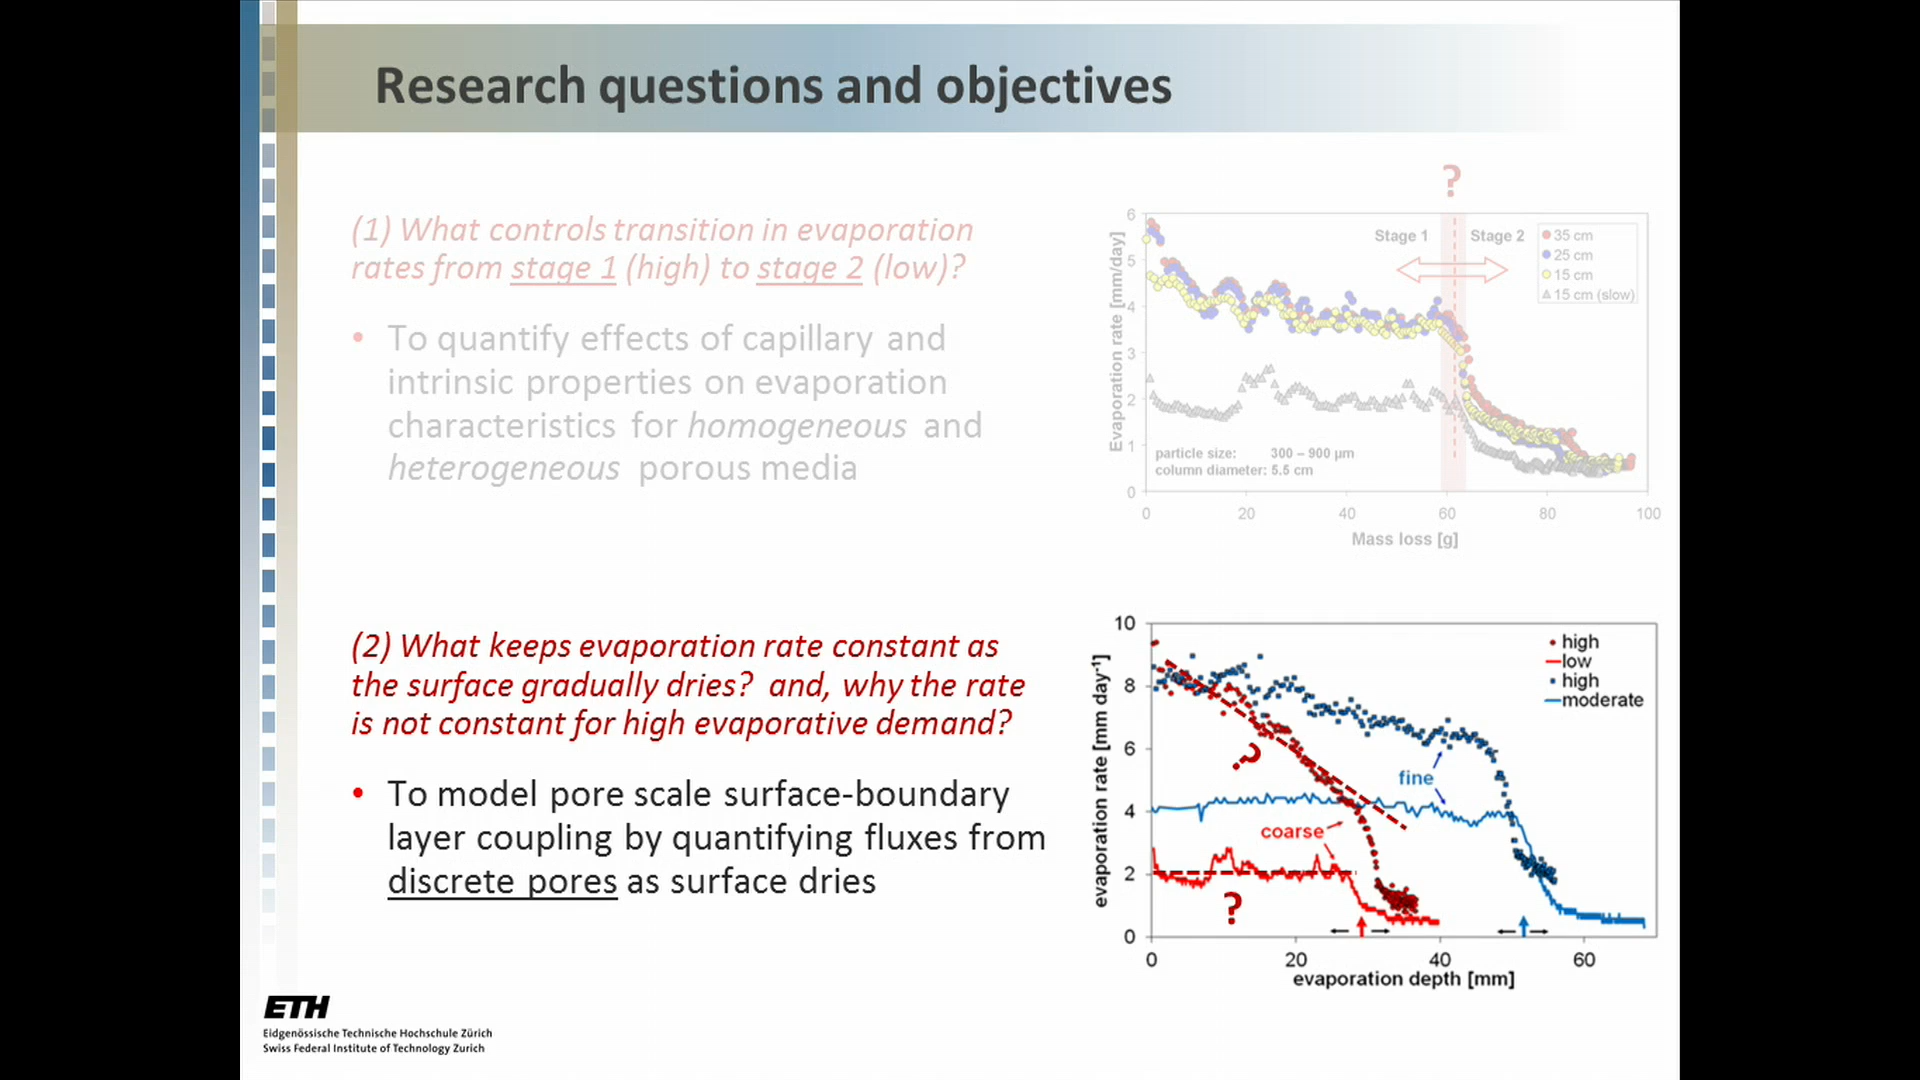 Research questions and objectives
(1) What controls transition in evaporation
rates from stage 1 (high) to stage 2 (low)?
• To quantify effects of capillary and
intrinsic properties on evaporation
characteristics for homogeneous and
heterogeneous porous media
?
6
5
4
3
2
1
0
Evaporation rate [mm/day]
Stage 1
Stage 2
35 cm
25 cm
15 cm
15 cm (slow)
particle size: 300 – 900 µm
column diameter: 5.5 cm
0 20 40 60 80 100
Mass loss [g]
(2) What keeps evaporation rate constant as
the surface gradually dries? and, why the rate
is not constant for high evaporative demand?
• To model pore scale surface-boundary
layer coupling by quantifying fluxes from
discrete pores as surface dries
10
8
6
4
2
0
evaporation rate [mm day-1]
high
low
high
moderate
?
fine
coarse
?
0 20 40 60
evaporation depth [mm]
ETH
Eidgenössische Technische Hochschule Zürich
Swiss Federal Institute of Technology Zurich